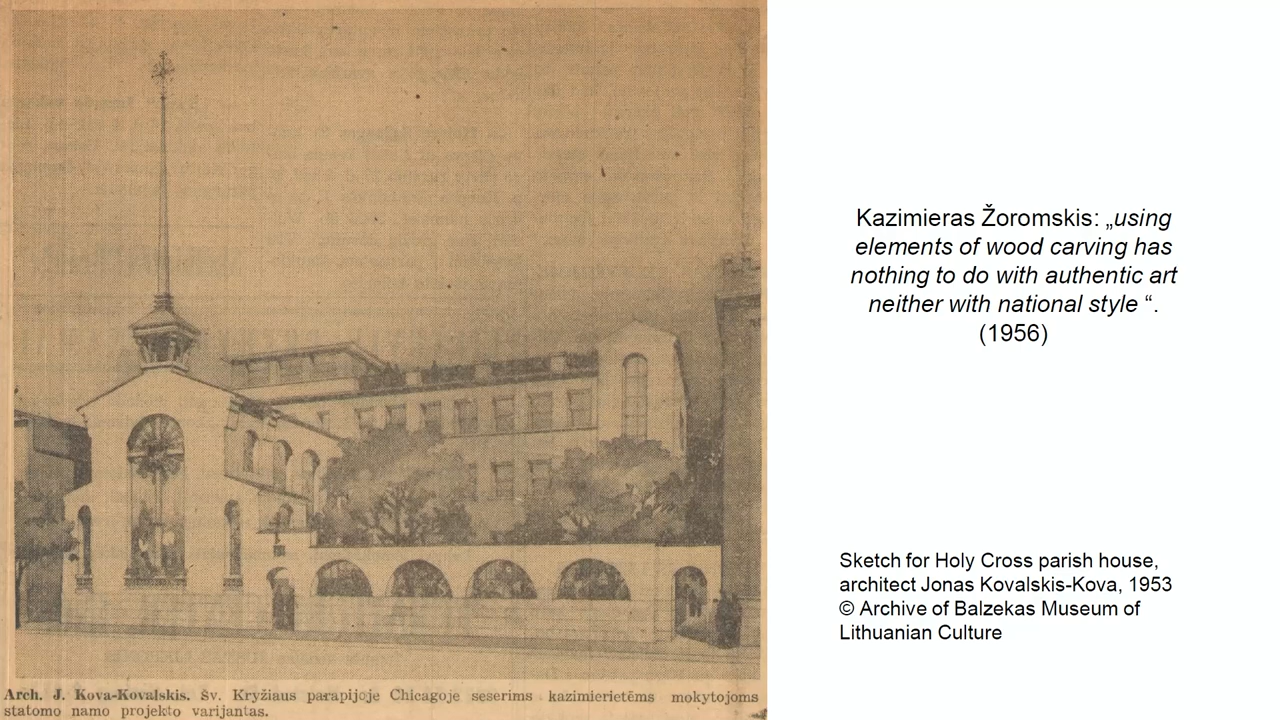 Arch. J. Kova-Kovalskis. Šv. Kryžiaus parapijoje Chicagoje seserims kazimierietėms mokytojoms
statomo namo projekto varijantas.
Kazimieras Žoromskis: „using
elements of wood carving has
nothing to do with authentic art
neither with national style “.
(1956)
Sketch for Holy Cross parish house,
architect Jonas Kovalskis-Kova, 1953
© Archive of Balzekas Museum of
Lithuanian Culture